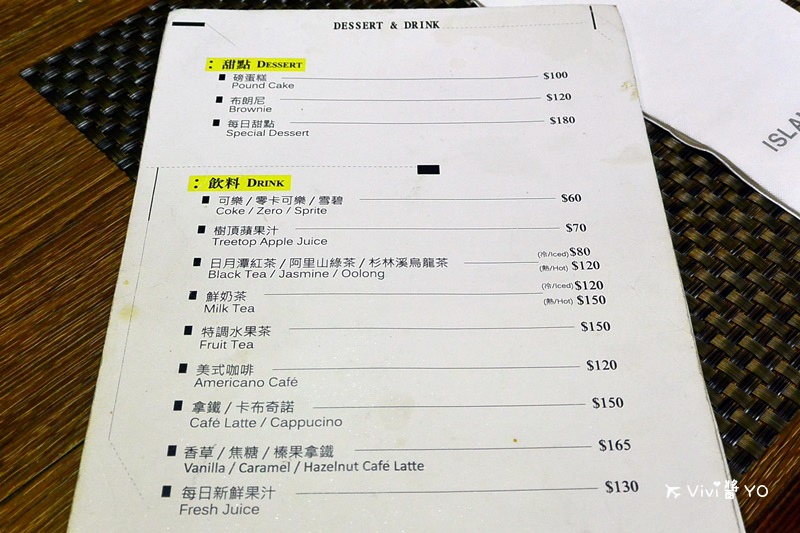 DESSERT & DRINK
: 甜點 DESSERT
磅蛋糕 $100
Pound Cake
布朗尼 $120
Brownie
每日甜點 $180
Special Dessert
: 飲料 DRINK
可樂 / 零卡可樂 / 雪碧 $60
Coke / Zero / Sprite
樹頂蘋果汁 $70
Treetop Apple Juice
(冷/Iced) $80
日月潭紅茶 / 阿里山綠茶 / 杉林溪烏龍茶 (熱/Hot) $120
Black Tea / Jasmine / Oolong
(冷/Iced) $120
鮮奶茶 (熱/Hot) $150
Milk Tea
特調水果茶 $150
Fruit Tea
美式咖啡 $120
Americano Café
拿鐵 / 卡布奇諾 $150
Café Latte / Cappucino
香草 / 焦糖 / 榛果拿鐵 $165
Vanilla / Caramel / Hazelnut Café Latte
每日新鮮果汁 $130
Fresh Juice
ISLA
Vivi醬 YO